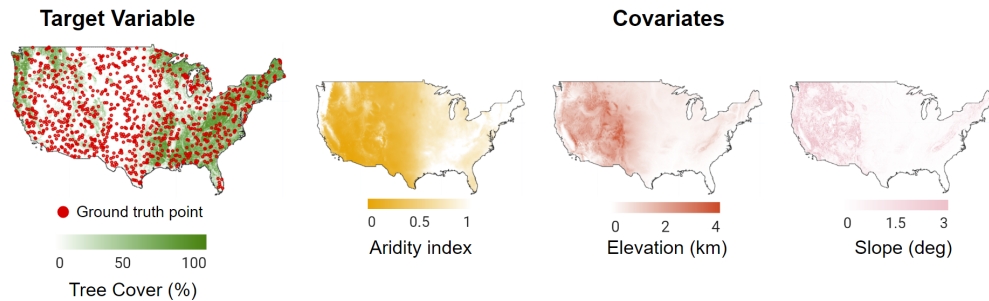 Target Variable
Covariates
Ground truth point
0 50 100
Tree Cover (%)
0 0.5 1
Aridity index
0 2 4
Elevation (km)
0 1.5 3
Slope (deg)